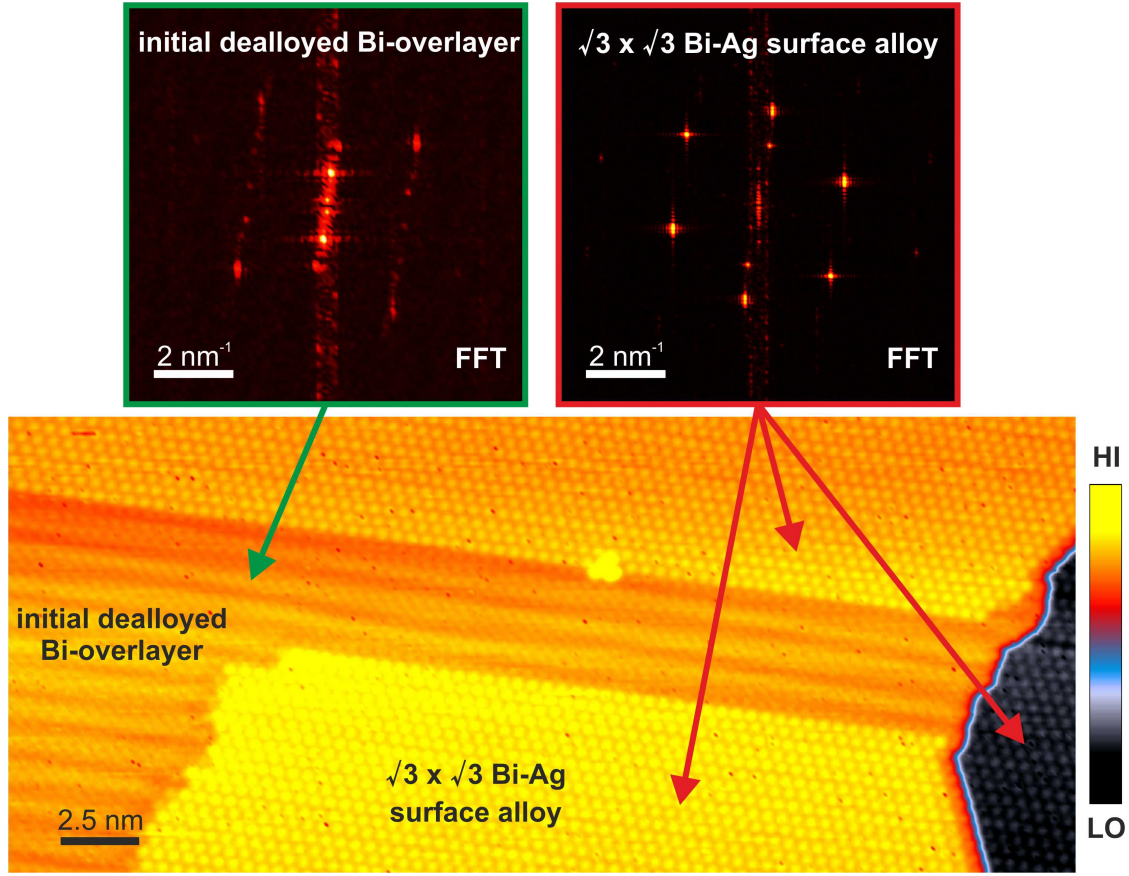 initial dealloyed Bi-overlayer
2 nm⁻¹
FFT
√3 x √3 Bi-Ag surface alloy
2 nm⁻¹
FFT
HI
LO
initial dealloyed
Bi-overlayer
√3 x √3 Bi-Ag
surface alloy
2.5 nm